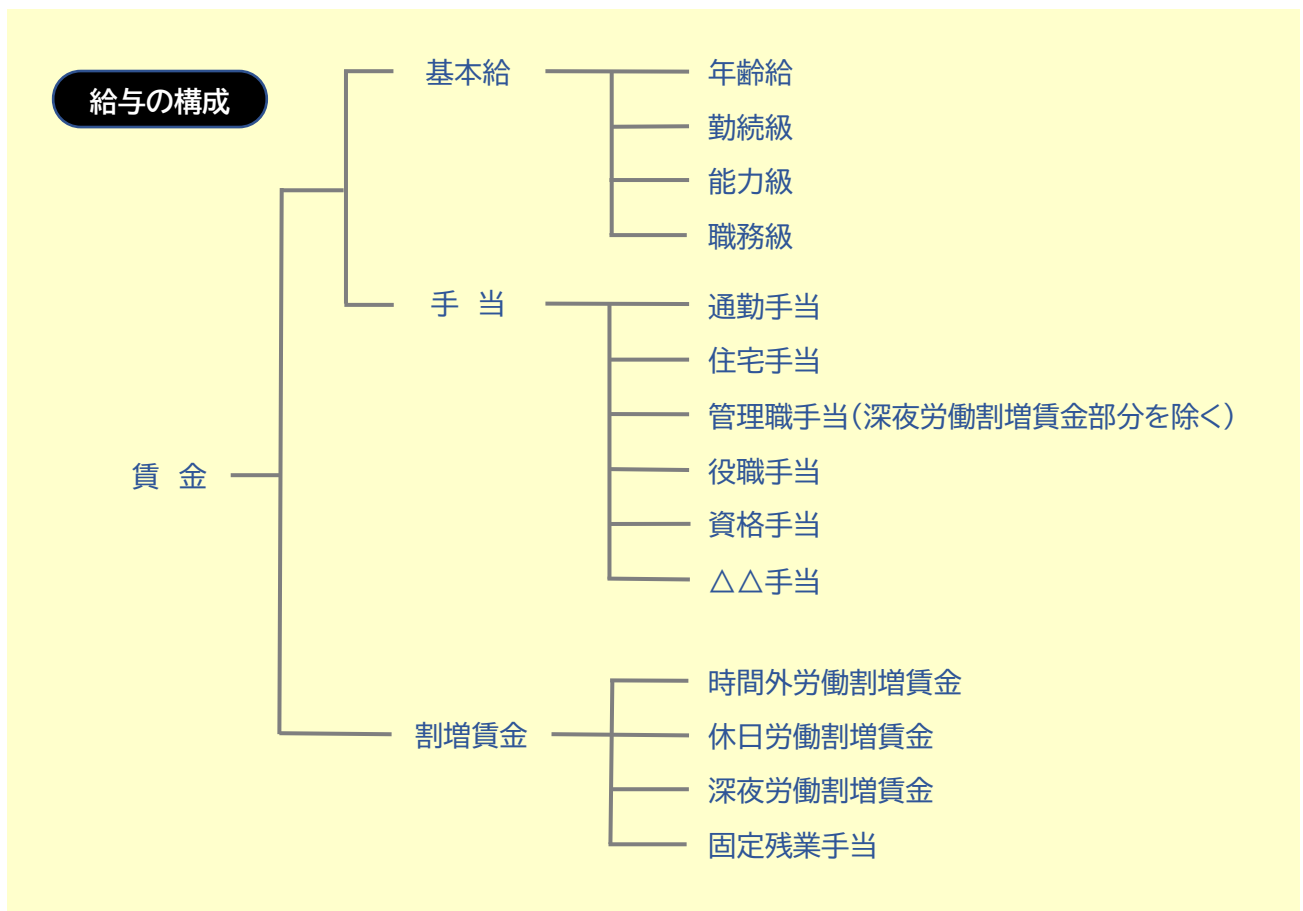 給与の構成
賃 金
基本給
年齢給
勤続級
能力級
職務級
手 当
通勤手当
住宅手当
管理職手当(深夜労働割増賃金部分を除く)
役職手当
資格手当
△△手当
割増賃金
時間外労働割増賃金
休日労働割増賃金
深夜労働割増賃金
固定残業手当